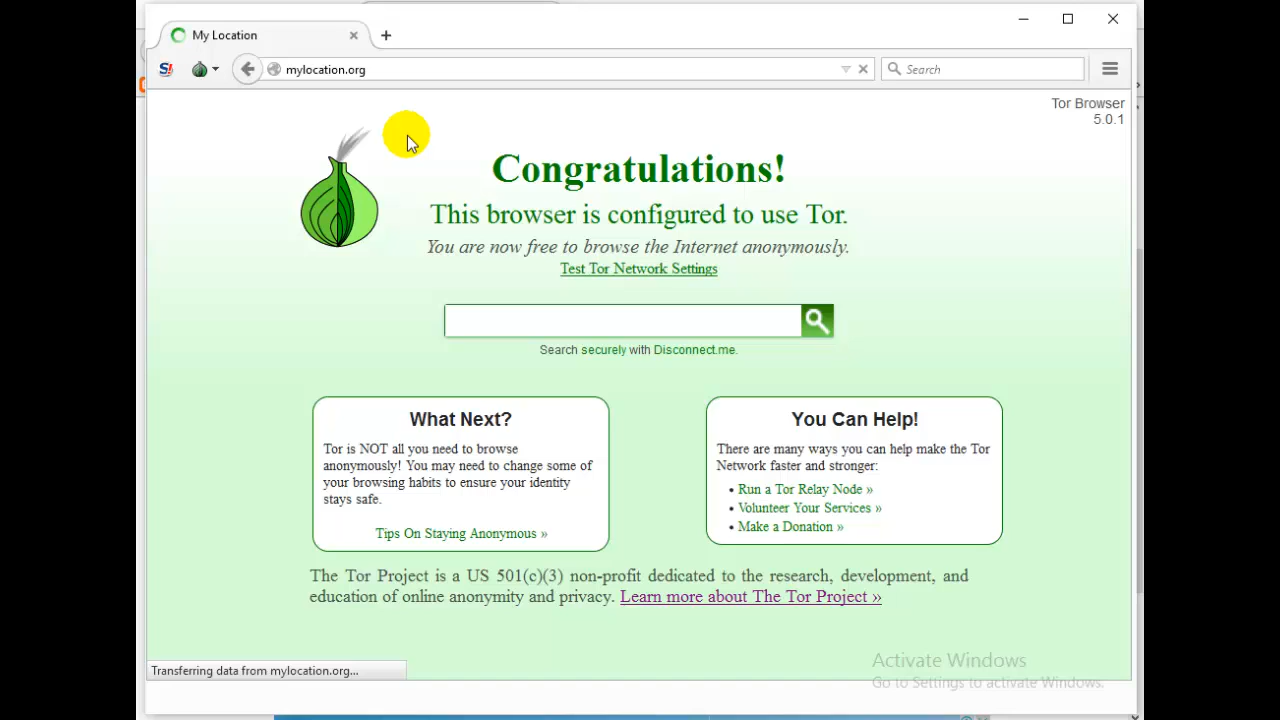 My Location
S!
mylocation.org
Search
Tor Browser
5.0.1
Congratulations!
This browser is configured to use Tor.
You are now free to browse the Internet anonymously.
Test Tor Network Settings
Search securely with Disconnect.me.
What Next?
Tor is NOT all you need to browse
anonymously! You may need to change some of
your browsing habits to ensure your identity
stays safe.
Tips On Staying Anonymous »
You Can Help!
There are many ways you can help make the Tor
Network faster and stronger:
• Run a Tor Relay Node »
• Volunteer Your Services »
• Make a Donation »
The Tor Project is a US 501(c)(3) non-profit dedicated to the research, development, and
education of online anonymity and privacy. Learn more about The Tor Project »
Transferring data from mylocation.org...
Activate Windows
Go to Settings to activate Windows.